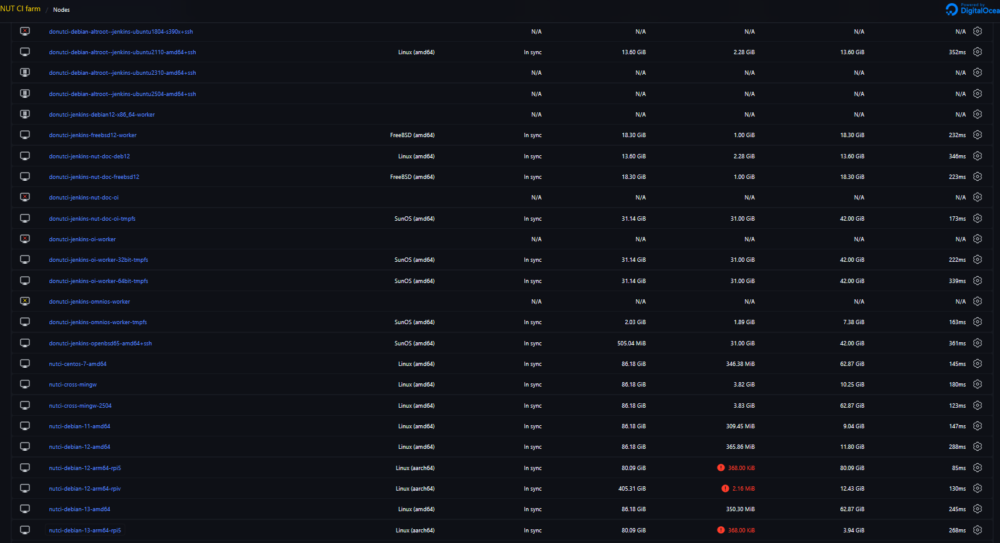 NUT CI farm / Nodes
Powered by
DigitalOcea
donutci-debian-altroot--jenkins-ubuntu1804-s390x+ssh N/A N/A N/A N/A N/A
donutci-debian-altroot--jenkins-ubuntu2110-amd64+ssh Linux (amd64) In sync 13.60 GiB 2.28 GiB 13.60 GiB 352ms
donutci-debian-altroot--jenkins-ubuntu2310-amd64+ssh N/A N/A N/A N/A N/A
donutci-debian-altroot--jenkins-ubuntu2504-amd64+ssh N/A N/A N/A N/A N/A
donutci-jenkins-debian12-x86_64-worker N/A N/A N/A N/A N/A
donutci-jenkins-freebsd12-worker FreeBSD (amd64) In sync 18.30 GiB 1.00 GiB 18.30 GiB 232ms
donutci-jenkins-nut-doc-deb12 Linux (amd64) In sync 13.60 GiB 2.28 GiB 13.60 GiB 346ms
donutci-jenkins-nut-doc-freebsd12 FreeBSD (amd64) In sync 18.30 GiB 1.00 GiB 18.30 GiB 223ms
donutci-jenkins-nut-doc-oi N/A N/A N/A N/A N/A
donutci-jenkins-nut-doc-oi-tmpfs SunOS (amd64) In sync 31.14 GiB 31.00 GiB 42.00 GiB 173ms
donutci-jenkins-oi-worker N/A N/A N/A N/A N/A
donutci-jenkins-oi-worker-32bit-tmpfs SunOS (amd64) In sync 31.14 GiB 31.00 GiB 42.00 GiB 222ms
donutci-jenkins-oi-worker-64bit-tmpfs SunOS (amd64) In sync 31.14 GiB 31.00 GiB 42.00 GiB 339ms
donutci-jenkins-omnios-worker N/A N/A N/A N/A N/A
donutci-jenkins-omnios-worker-tmpfs SunOS (amd64) In sync 2.03 GiB 1.89 GiB 7.38 GiB 163ms
donutci-jenkins-openbsd65-amd64+ssh SunOS (amd64) In sync 505.04 MiB 31.00 GiB 42.00 GiB 361ms
nutci-centos-7-amd64 Linux (amd64) In sync 86.18 GiB 346.38 MiB 62.87 GiB 145ms
nutci-cross-mingw Linux (amd64) In sync 86.18 GiB 3.82 GiB 10.25 GiB 180ms
nutci-cross-mingw-2504 Linux (amd64) In sync 86.18 GiB 3.83 GiB 62.87 GiB 123ms
nutci-debian-11-amd64 Linux (amd64) In sync 86.18 GiB 309.45 MiB 9.04 GiB 147ms
nutci-debian-12-amd64 Linux (amd64) In sync 86.18 GiB 365.86 MiB 11.80 GiB 288ms
nutci-debian-12-arm64-rpi5 Linux (aarch64) In sync 80.09 GiB 368.00 KiB 80.09 GiB 85ms
nutci-debian-12-arm64-rpiv Linux (aarch64) In sync 405.31 GiB 2.16 MiB 12.43 GiB 130ms
nutci-debian-13-amd64 Linux (amd64) In sync 86.18 GiB 350.30 MiB 62.87 GiB 245ms
nutci-debian-13-arm64-rpi5 Linux (aarch64) In sync 80.09 GiB 368.00 KiB 3.94 GiB 268ms